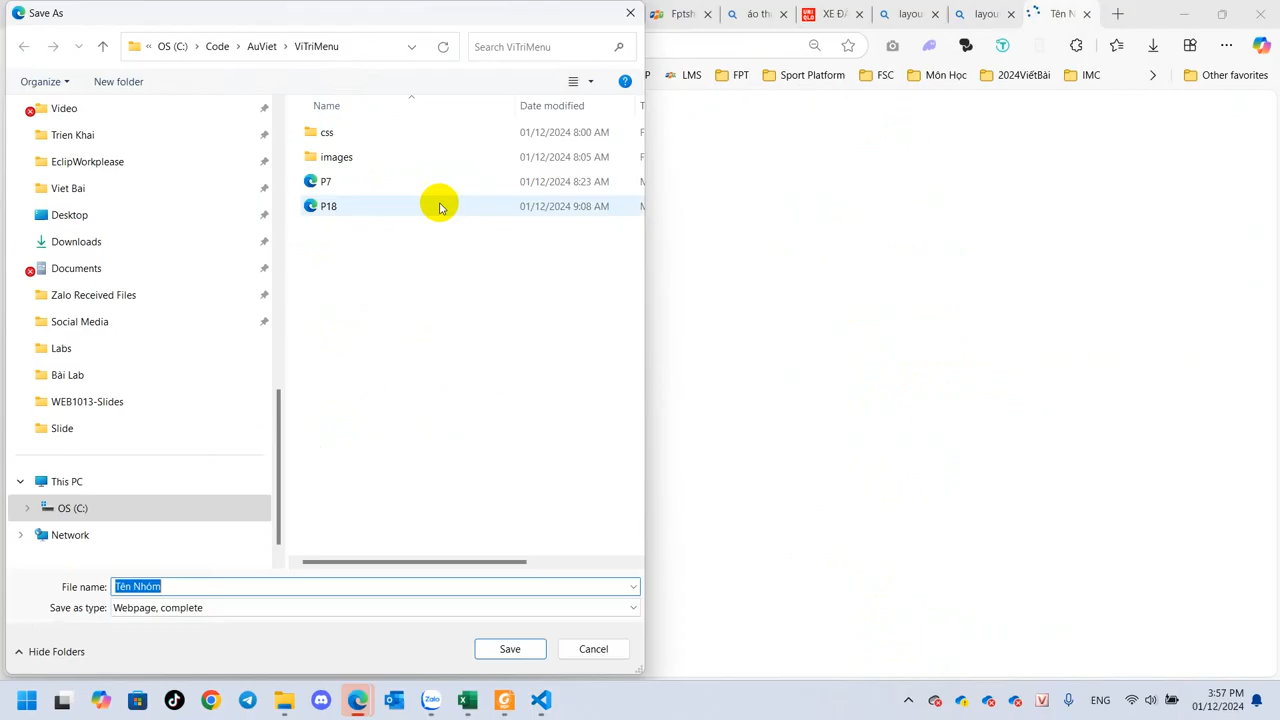 Save As
OS (C:) Code AuViet ViTriMenu
Search ViTriMenu
Organize
New folder
Name
Date modified
css 01/12/2024 8:00 AM
images 01/12/2024 8:05 AM
P7 01/12/2024 8:23 AM
P18 01/12/2024 9:08 AM
Video
Trien Khai
EclipWorkplease
Viet Bai
Desktop
Downloads
Documents
Zalo Received Files
Social Media
Labs
Bài Lab
WEB1013-Slides
Slide
This PC
OS (C:)
Network
File name: Tên Nhóm
Save as type: Webpage, complete
Hide Folders
Save
Cancel
Fptsh
áo tha
UNIQLO
XE ĐẠ
layou
layou
Tên N
P LMS FPT Sport Platform FSC Món Học 2024ViếtBài IMC Other favorites
Zalo
ENG
3:57 PM
01/12/2024